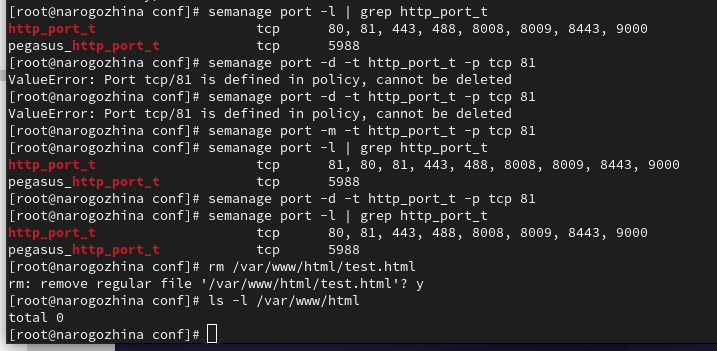 [root@narogozhina conf]# semanage port -l | grep http_port_t
http_port_t                    tcp      80, 81, 443, 488, 8008, 8009, 8443, 9000
pegasus_http_port_t            tcp      5988
[root@narogozhina conf]# semanage port -d -t http_port_t -p tcp 81
ValueError: Port tcp/81 is defined in policy, cannot be deleted
[root@narogozhina conf]# semanage port -d -t http_port_t -p tcp 81
ValueError: Port tcp/81 is defined in policy, cannot be deleted
[root@narogozhina conf]# semanage port -m -t http_port_t -p tcp 81
[root@narogozhina conf]# semanage port -l | grep http_port_t
http_port_t                    tcp      81, 80, 81, 443, 488, 8008, 8009, 8443, 9000
pegasus_http_port_t            tcp      5988
[root@narogozhina conf]# semanage port -d -t http_port_t -p tcp 81
[root@narogozhina conf]# semanage port -l | grep http_port_t
http_port_t                    tcp      80, 81, 443, 488, 8008, 8009, 8443, 9000
pegasus_http_port_t            tcp      5988
[root@narogozhina conf]# rm /var/www/html/test.html
rm: remove regular file '/var/www/html/test.html'? y
[root@narogozhina conf]# ls -l /var/www/html
total 0
[root@narogozhina conf]#